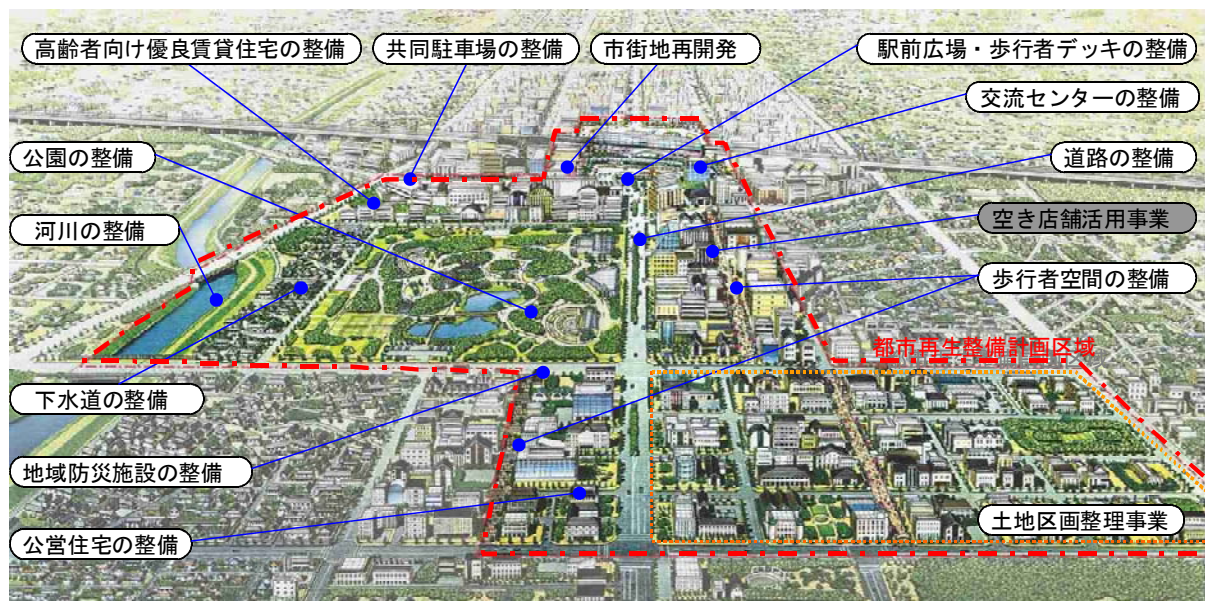 高齢者向け優良賃貸住宅の整備
共同駐車場の整備
市街地再開発
駅前広場・歩行者デッキの整備
交流センターの整備
公園の整備
道路の整備
河川の整備
空き店舗活用事業
歩行者空間の整備
都市再生整備計画区域
下水道の整備
地域防災施設の整備
土地区画整理事業
公営住宅の整備